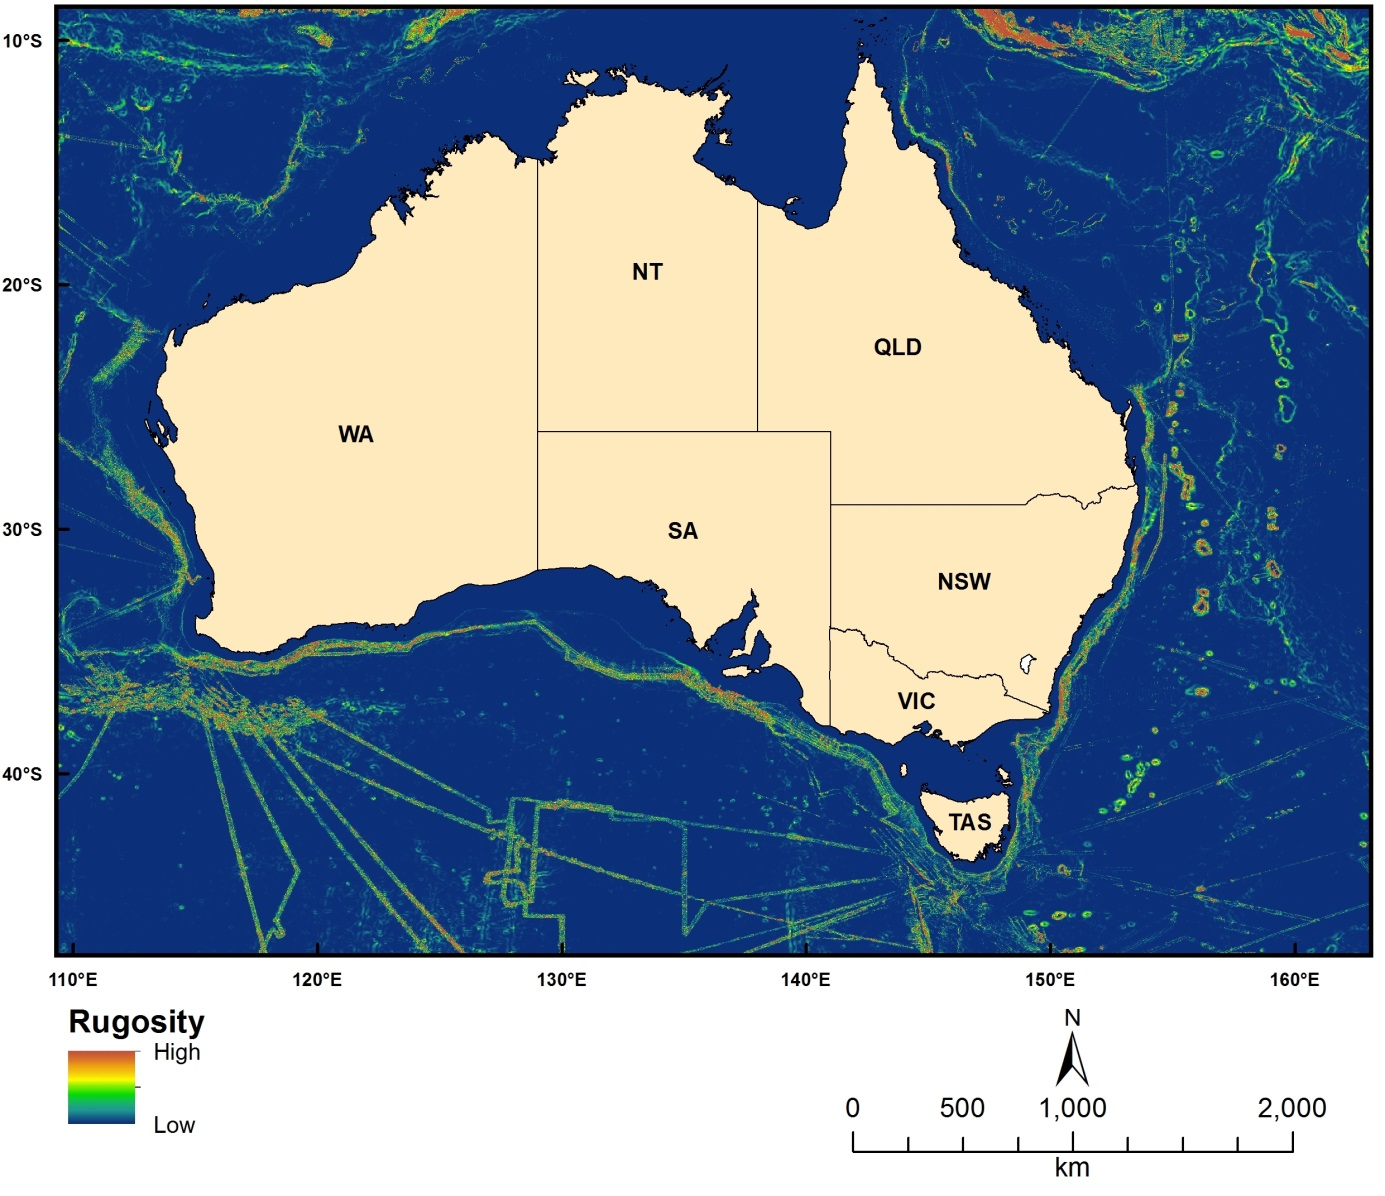 10°S
NT
20°S
QLD
WA
30°S
SA
NSW
VIC
40°S
TAS
110°E 120°E 130°E 140°E 150°E 160°E
Rugosity
High
Low
N
0 500 1,000 2,000
km